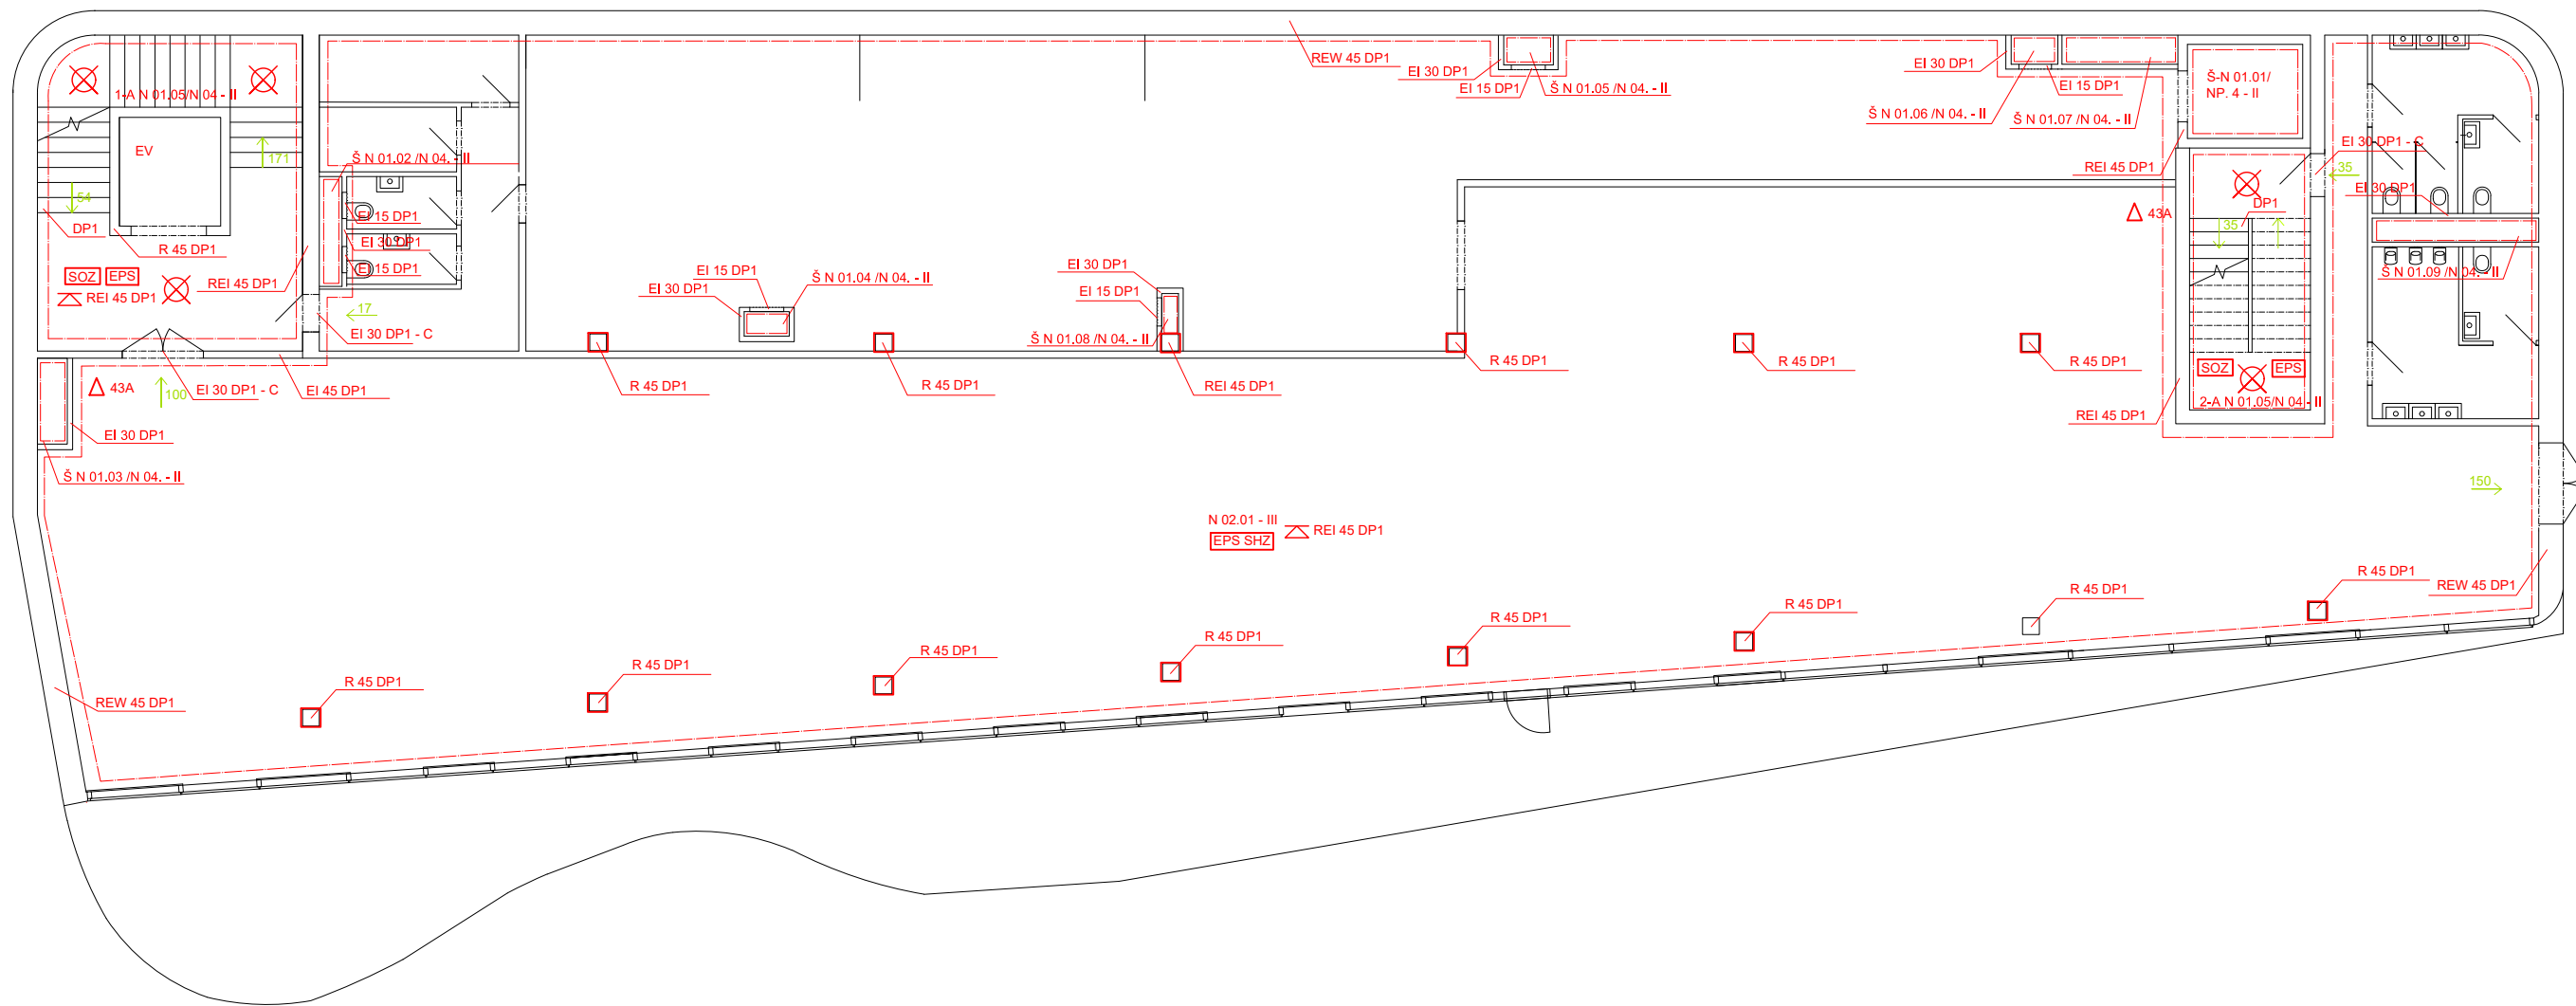 REW 45 DP1
EI 30 DP1
EI 15 DP1
Š N 01.05 /N 04. - II
EI 30 DP1
EI 15 DP1
Š N 01.06 /N 04. - II
Š N 01.07 /N 04. - II
Š-N 01.01/
NP. 4 - II
1-A N 01.05/N 04 - II
EV
171
54
DP1
R 45 DP1
SOZ
EPS
REI 45 DP1
REI 45 DP1
Š N 01.02 /N 04. - II
EI 15 DP1
EI 30 DP1
EI 15 DP1
17
EI 30 DP1 - C
EI 30 DP1 - C
EI 45 DP1
43A
100
EI 30 DP1
Š N 01.03 /N 04. - II
EI 15 DP1
EI 30 DP1
Š N 01.04 /N 04. - II
EI 30 DP1
EI 15 DP1
Š N 01.08 /N 04. - II
R 45 DP1
R 45 DP1
REI 45 DP1
R 45 DP1
R 45 DP1
R 45 DP1
REI 45 DP1
EI 30 DP1 - C
35
EI 30 DP1
43A
DP1
35
SOZ
EPS
2-A N 01.05/N 04 - II
REI 45 DP1
Š N 01.09 /N 04. - II
150
N 02.01 - III
EPS SHZ
REI 45 DP1
REW 45 DP1
R 45 DP1
R 45 DP1
R 45 DP1
R 45 DP1
R 45 DP1
R 45 DP1
R 45 DP1
R 45 DP1
REW 45 DP1